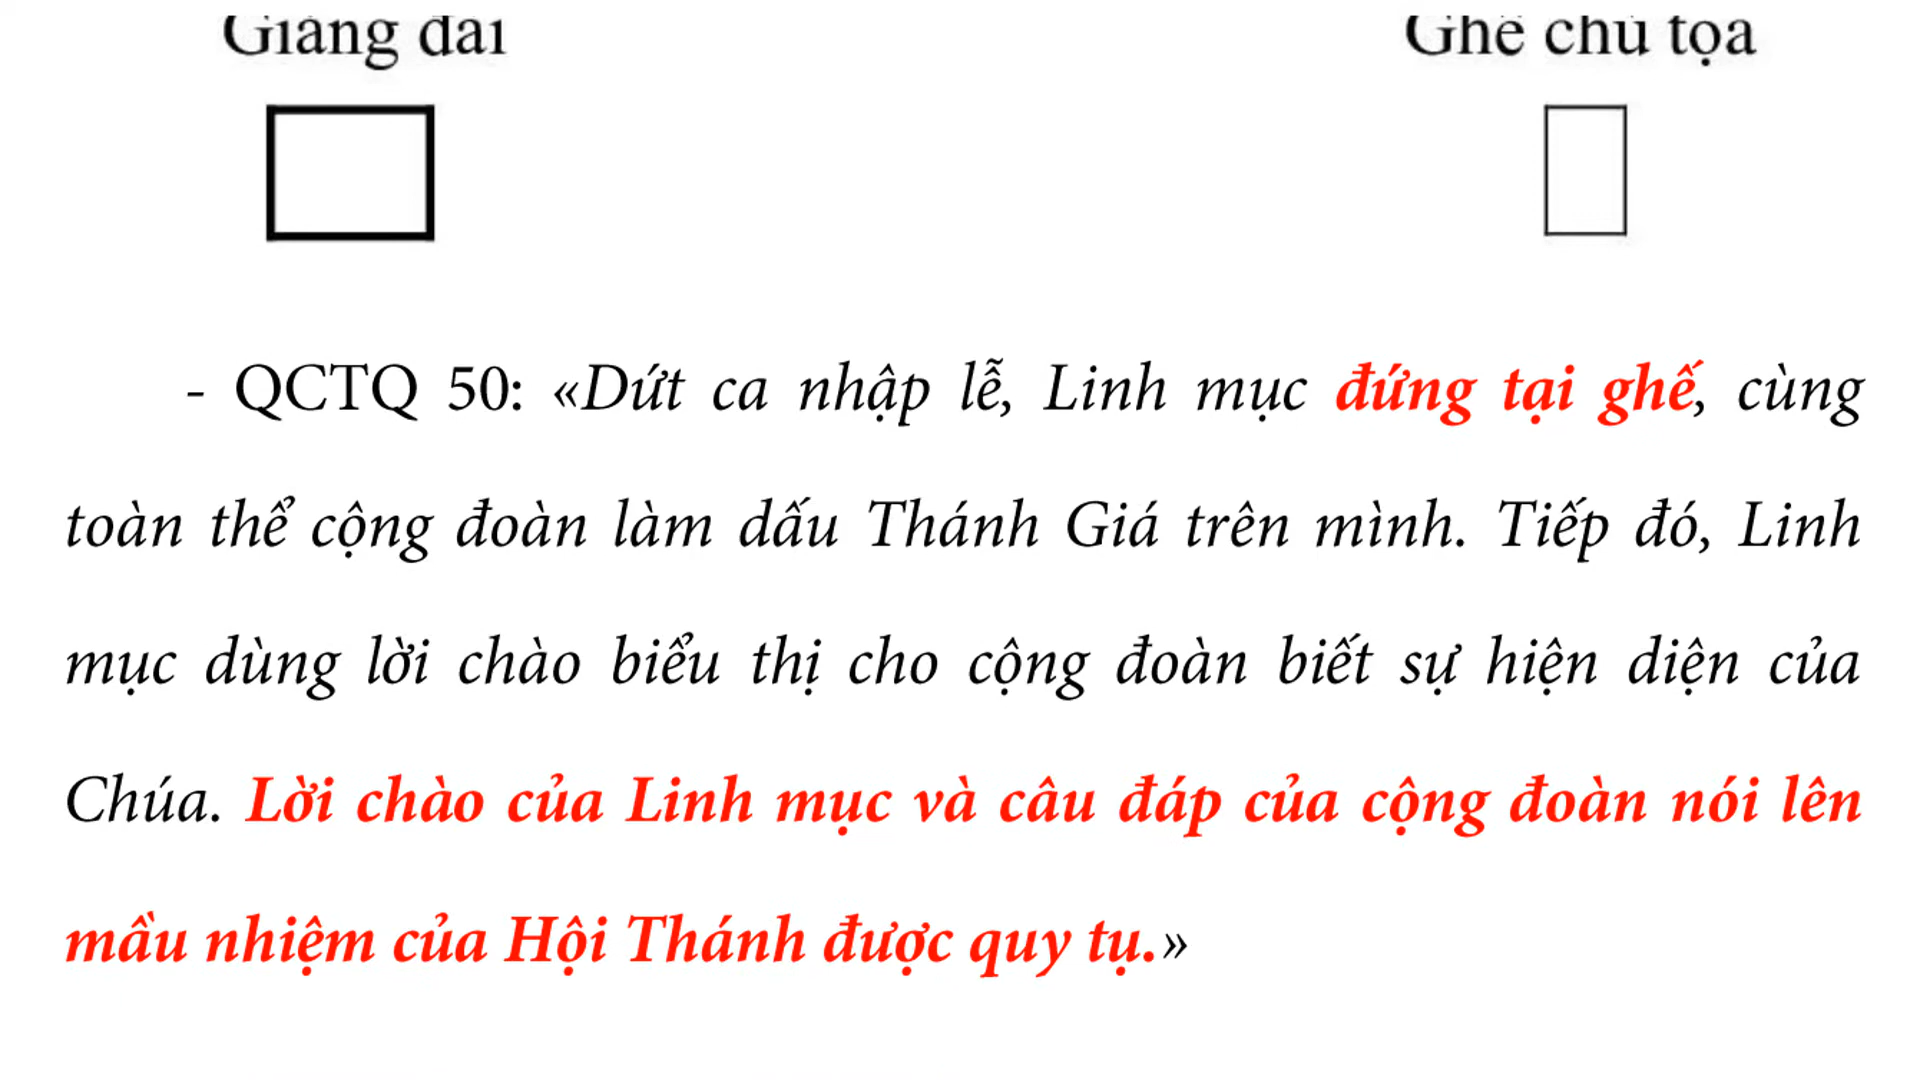 Giảng đài Ghế chủ tọa
- QCTQ 50: «Dứt ca nhập lễ, Linh mục đứng tại ghế, cùng
toàn thể cộng đoàn làm dấu Thánh Giá trên mình. Tiếp đó, Linh
mục dùng lời chào biểu thị cho cộng đoàn biết sự hiện diện của
Chúa. Lời chào của Linh mục và câu đáp của cộng đoàn nói lên
mầu nhiệm của Hội Thánh được quy tụ.»